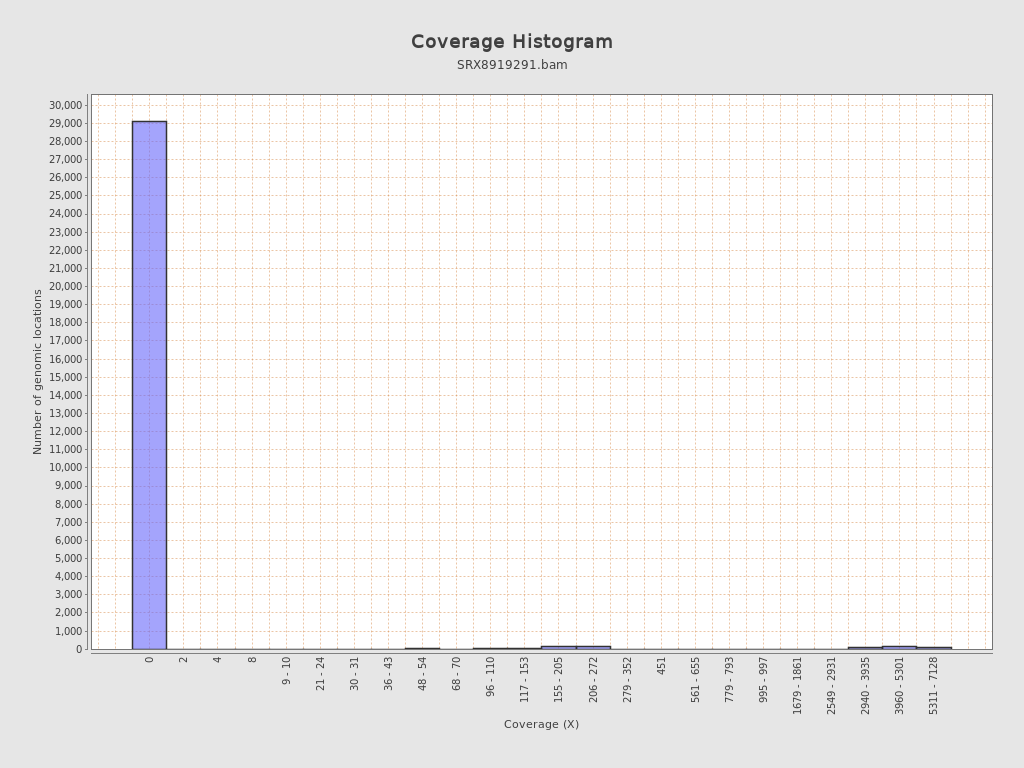 Coverage Histogram
SRX8919291.bam
Number of genomic locations
30,000
29,000
28,000
27,000
26,000
25,000
24,000
23,000
22,000
21,000
20,000
19,000
18,000
17,000
16,000
15,000
14,000
13,000
12,000
11,000
10,000
9,000
8,000
7,000
6,000
5,000
4,000
3,000
2,000
1,000
0
0
2
4
8
9 - 10
21 - 24
30 - 31
36 - 43
48 - 54
68 - 70
96 - 110
117 - 153
155 - 205
206 - 272
279 - 352
451
561 - 655
779 - 793
995 - 997
1679 - 1861
2549 - 2931
2940 - 3935
3960 - 5301
5311 - 7128
Coverage (X)